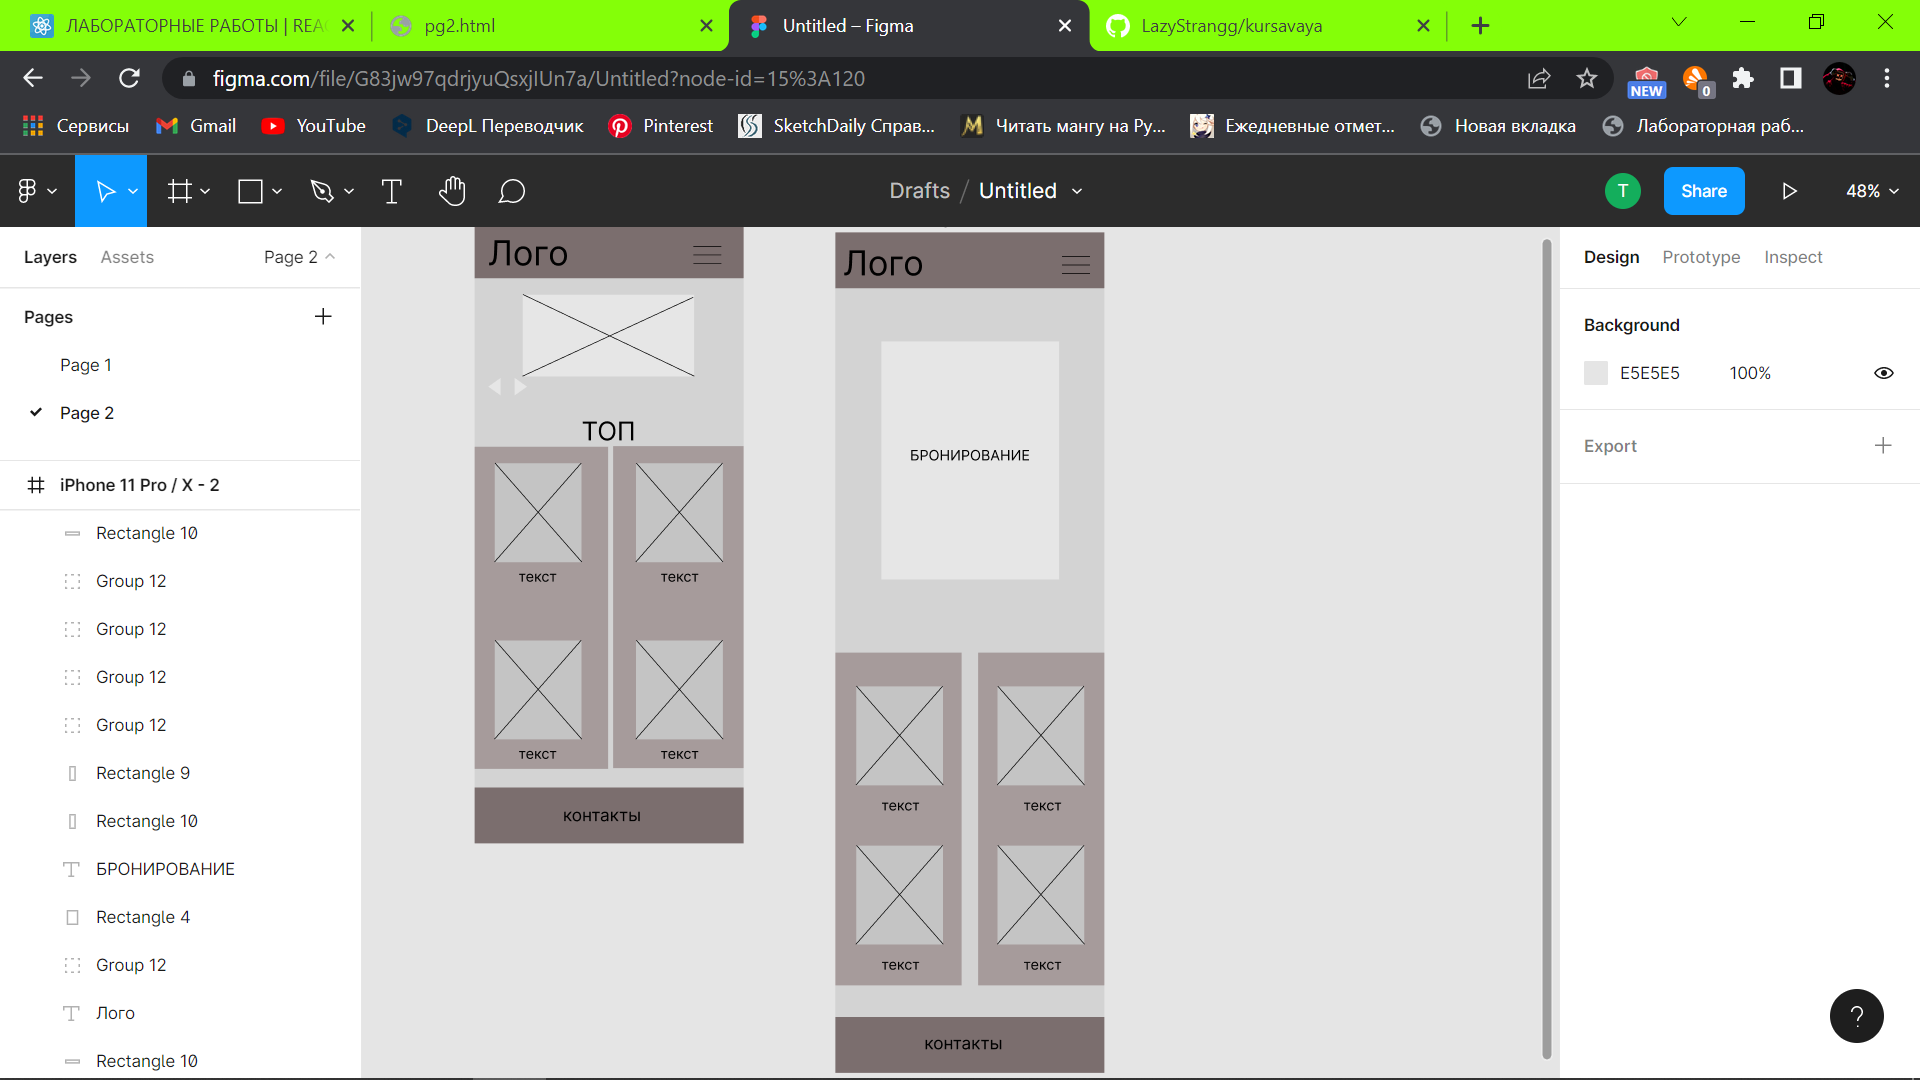 ЛАБОРАТОРНЫЕ РАБОТЫ | REA
pg2.html
Untitled – Figma
LazyStrangg/kursavaya
figma.com/file/G83jw97qdrjyuQsxjIUn7a/Untitled?node-id=15%3A120
NEW
0
Сервисы
Gmail
YouTube
DeepL Переводчик
Pinterest
SketchDaily Справ...
Читать мангу на Ру...
Ежедневные отмет...
Новая вкладка
Лабораторная раб...
Drafts / Untitled
T
Share
48%
Layers
Assets
Page 2
Pages
Page 1
Page 2
iPhone 11 Pro / X - 2
Rectangle 10
Group 12
Group 12
Group 12
Group 12
Rectangle 9
Rectangle 10
БРОНИРОВАНИЕ
Rectangle 4
Group 12
Лого
Rectangle 10
Лого
ТОП
текст
текст
текст
текст
контакты
Лого
БРОНИРОВАНИЕ
текст
текст
текст
текст
контакты
Design
Prototype
Inspect
Background
E5E5E5
100%
Export
?